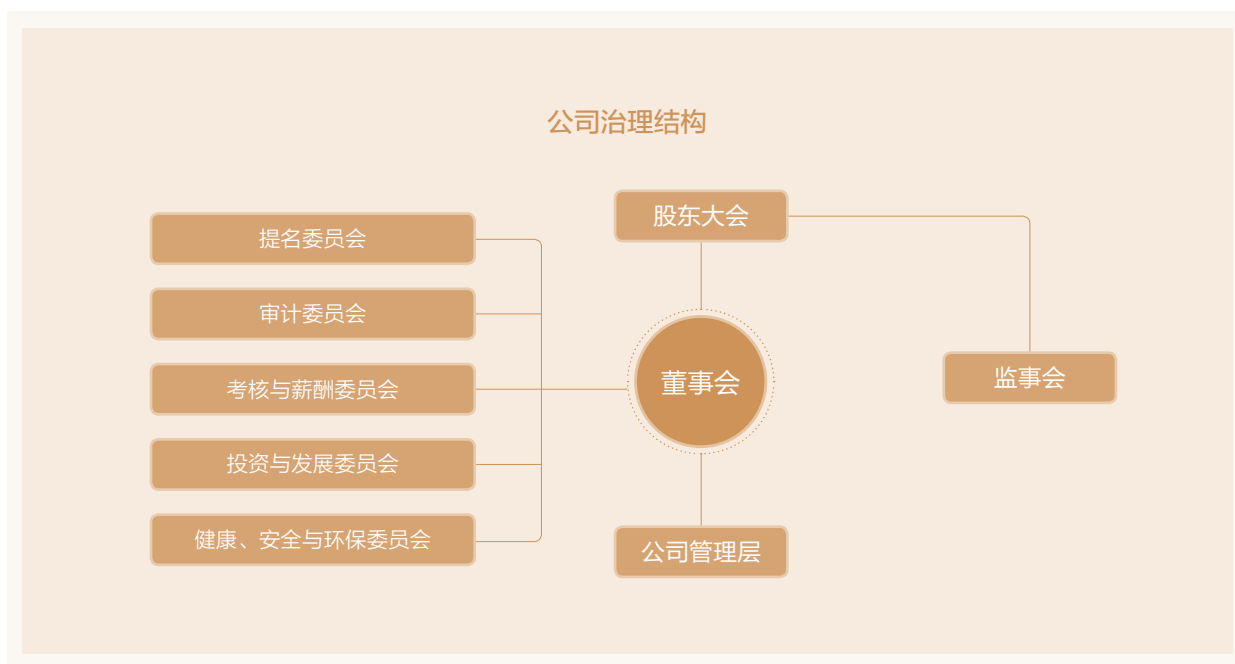 公司治理结构
股东大会
提名委员会
审计委员会
考核与薪酬委员会
投资与发展委员会
健康、安全与环保委员会
董事会
监事会
公司管理层